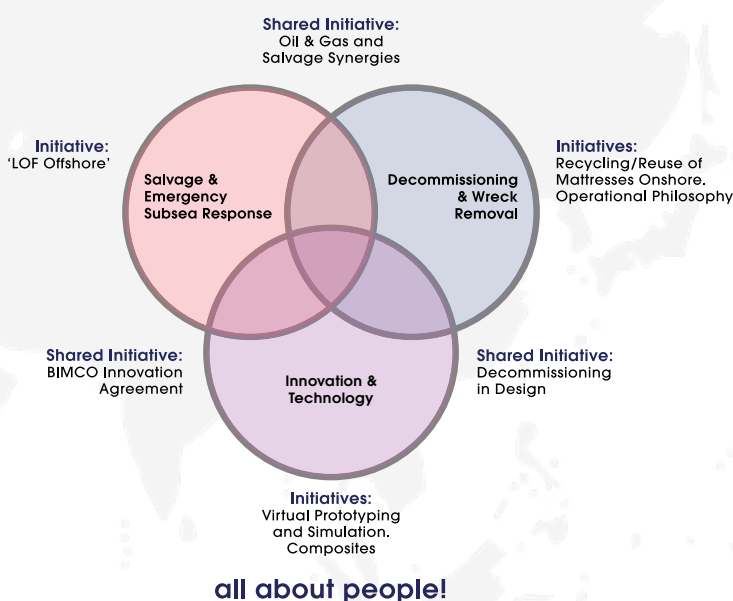 Shared Initiative:
Oil & Gas and
Salvage Synergies
Initiative:
'LOF Offshore'
Salvage &
Emergency
Subsea Response
Decommissioning
& Wreck
Removal
Initiatives:
Recycling/Reuse of
Mattresses Onshore.
Operational Philosophy
Shared Initiative:
BIMCO Innovation
Agreement
Innovation &
Technology
Shared Initiative:
Decommissioning
in Design
Initiatives:
Virtual Prototyping
and Simulation.
Composites
all about people!